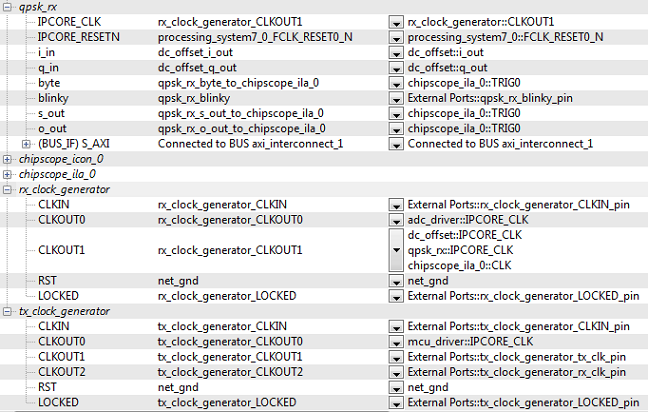 qpsk_rx
IPCORE_CLK rx_clock_generator_CLKOUT1 rx_clock_generator::CLKOUT1
IPCORE_RESETN processing_system7_0_FCLK_RESET0_N processing_system7_0::FCLK_RESET0_N
i_in dc_offset_i_out dc_offset::i_out
q_in dc_offset_q_out dc_offset::q_out
byte qpsk_rx_byte_to_chipscope_ila_0 chipscope_ila_0::TRIG0
blinky qpsk_rx_blinky External Ports::qpsk_rx_blinky_pin
s_out qpsk_rx_s_out_to_chipscope_ila_0 chipscope_ila_0::TRIG0
o_out qpsk_rx_o_out_to_chipscope_ila_0 chipscope_ila_0::TRIG0
(BUS_IF) S_AXI Connected to BUS axi_interconnect_1 Connected to BUS axi_interconnect_1
chipscope_icon_0
chipscope_ila_0
rx_clock_generator
CLKIN rx_clock_generator_CLKIN External Ports::rx_clock_generator_CLKIN_pin
CLKOUT0 rx_clock_generator_CLKOUT0 adc_driver::IPCORE_CLK
dc_offset::IPCORE_CLK
CLKOUT1 rx_clock_generator_CLKOUT1 qpsk_rx::IPCORE_CLK
chipscope_ila_0::CLK
RST net_gnd net_gnd
LOCKED rx_clock_generator_LOCKED External Ports::rx_clock_generator_LOCKED_pin
tx_clock_generator
CLKIN tx_clock_generator_CLKIN External Ports::tx_clock_generator_CLKIN_pin
CLKOUT0 tx_clock_generator_CLKOUT0 mcu_driver::IPCORE_CLK
CLKOUT1 tx_clock_generator_CLKOUT1 External Ports::tx_clock_generator_tx_clk_pin
CLKOUT2 tx_clock_generator_CLKOUT2 External Ports::tx_clock_generator_rx_clk_pin
RST net_gnd net_gnd
LOCKED tx_clock_generator_LOCKED External Ports::tx_clock_generator_LOCKED_pin